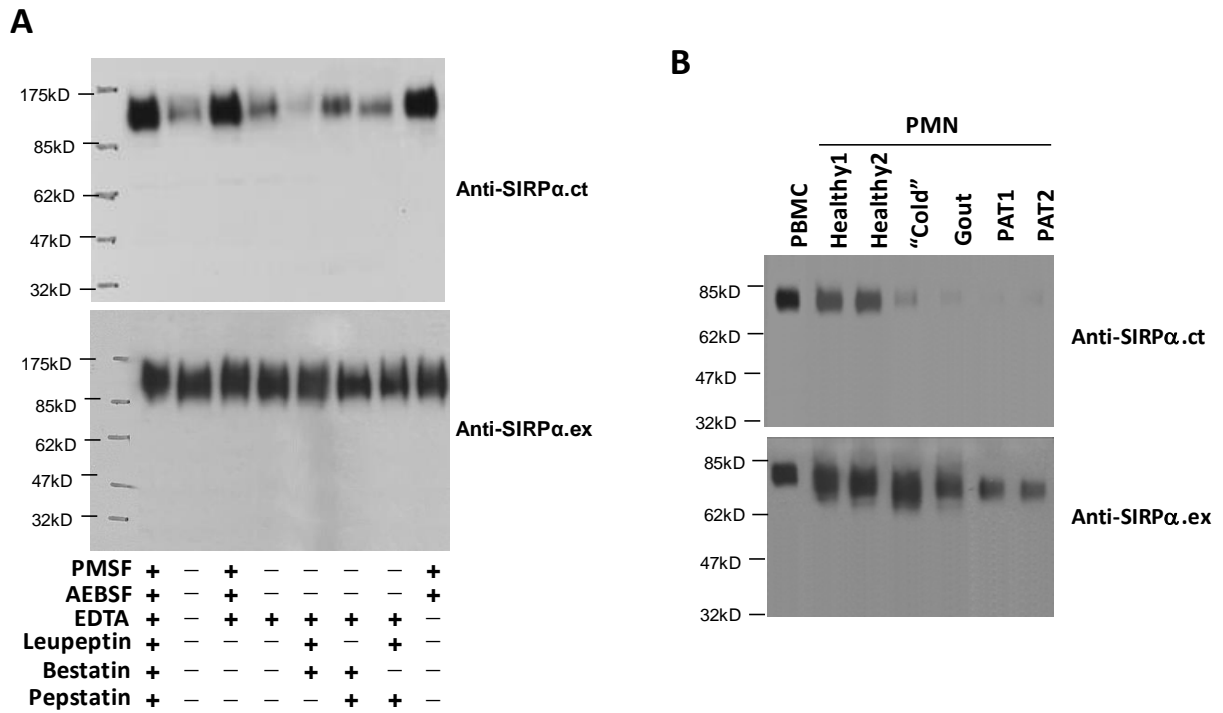 A
175kD
85kD
62kD
47kD
32kD
Anti-SIRPα.ct
175kD
85kD
62kD
47kD
32kD
Anti-SIRPα.ex
PMSF + − + − − − − +
AEBSF + − + − − − − +
EDTA + − + + + + + −
Leupeptin + − − − + − + −
Bestatin + − − − + + − −
Pepstatin + − − − − + + −
B
PMN
PBMC Healthy1 Healthy2 “Cold” Gout PAT1 PAT2
85kD
62kD
47kD
32kD
Anti-SIRPα.ct
85kD
62kD
47kD
32kD
Anti-SIRPα.ex